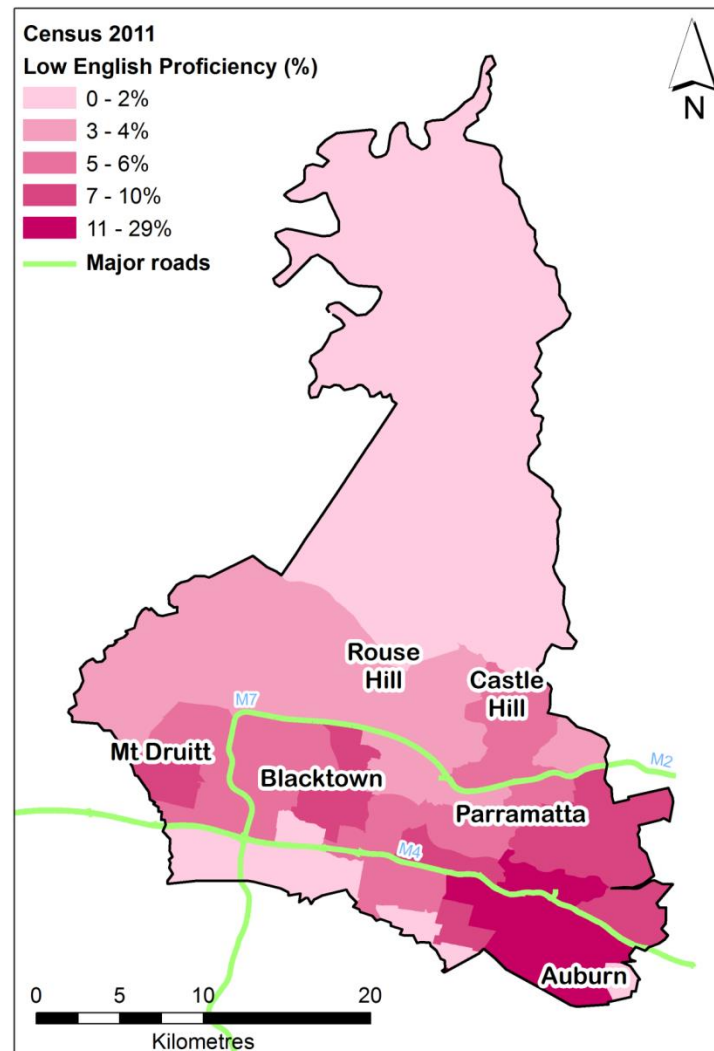 Census 2011
Low English Proficiency (%)
0 - 2%
3 - 4%
5 - 6%
7 - 10%
11 - 29%
Major roads
N
Rouse
Hill
Castle
Hill
M7
Mt Druitt
Blacktown
M2
Parramatta
M4
Auburn
0 5 10 20
Kilometres